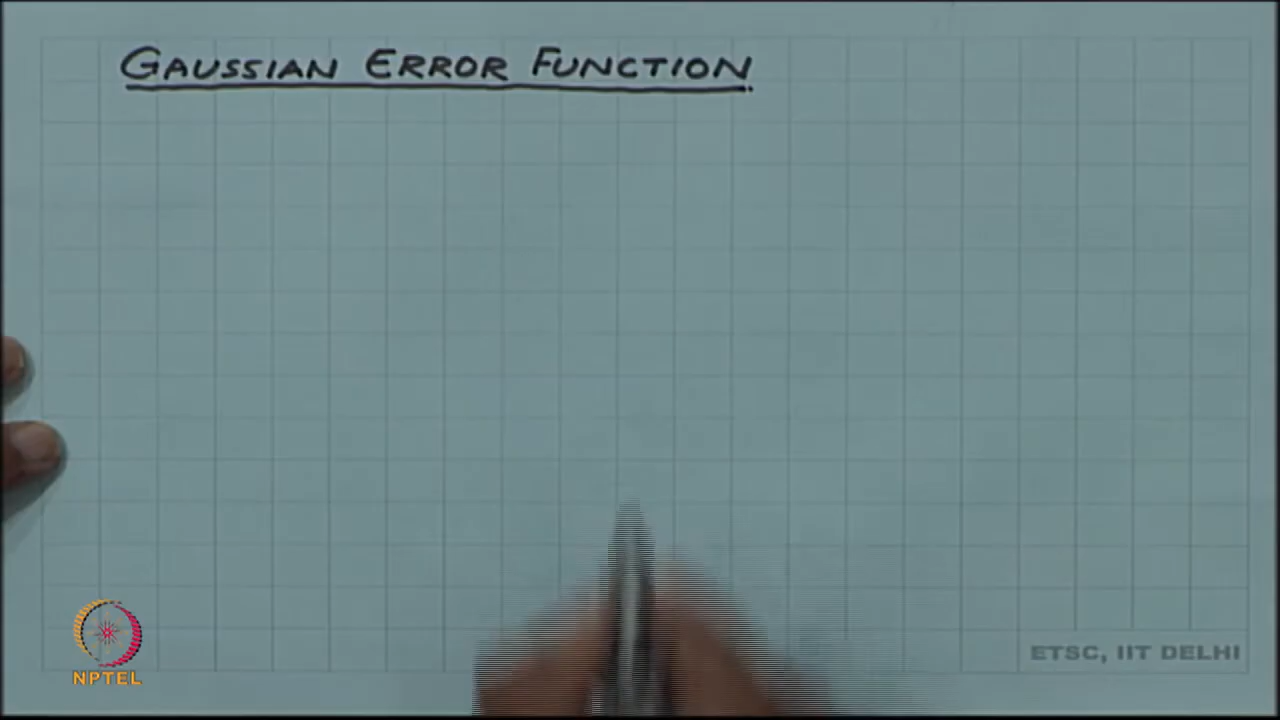 GAUSSIAN ERROR FUNCTION.
NPTEL
ETSC, IIT DELHI